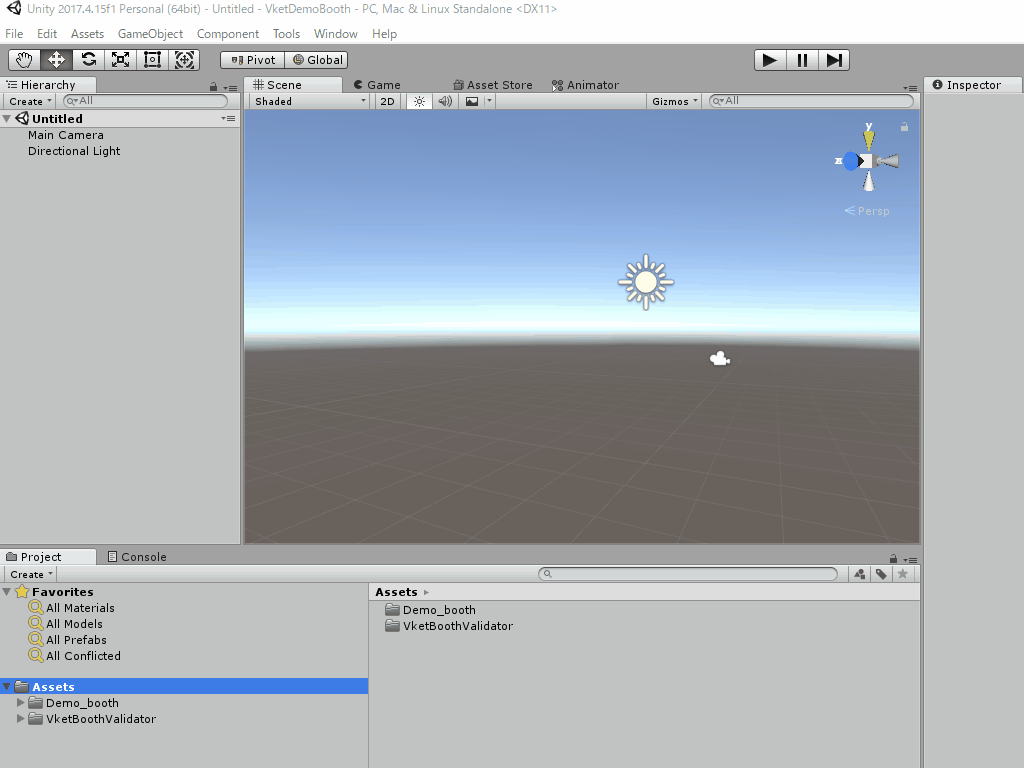 Unity 2017.4.15f1 Personal (64bit) - Untitled - VketDemoBooth - PC, Mac & Linux Standalone <DX11>
File Edit Assets GameObject Component Tools Window Help
Pivot Global
Hierarchy Scene Game Asset Store Animator Inspector
Create All Shaded 2D Gizmos All
Untitled
Main Camera
Directional Light
y
z
Persp
Project Console
Create
Favorites
All Materials
All Models
All Prefabs
All Conflicted
Assets
Demo_booth
VketBoothValidator
Assets
Demo_booth
VketBoothValidator